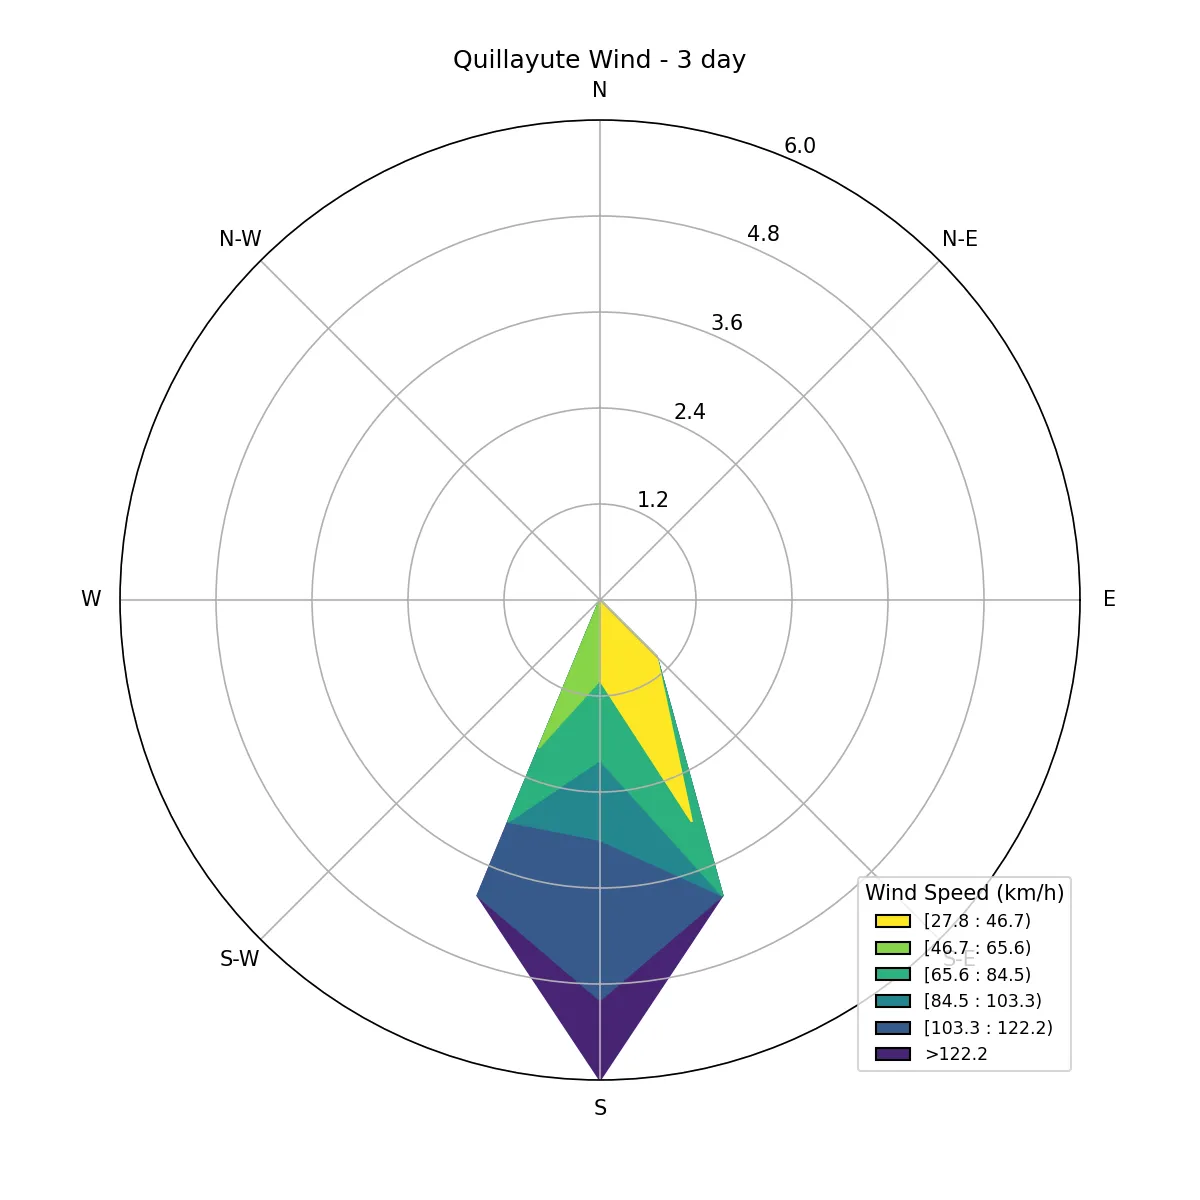 Quillayute Wind - 3 day
N
6.0
N-W
N-E
4.8
3.6
2.4
1.2
W
E
Wind Speed (km/h)
[27.8 : 46.7)
[46.7 : 65.6)
S-W
S-E
[65.6 : 84.5)
[84.5 : 103.3)
[103.3 : 122.2)
>122.2
S